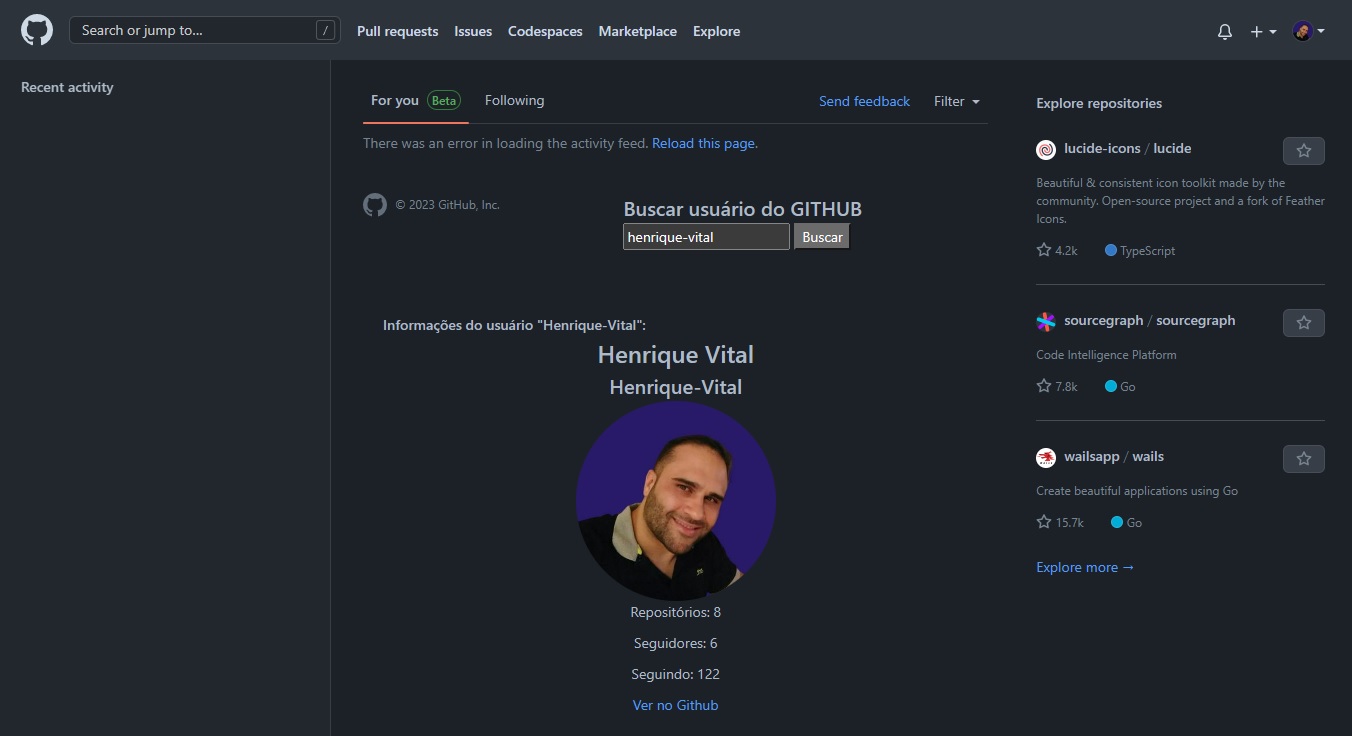 Search or jump to... /
Pull requests Issues Codespaces Marketplace Explore
Recent activity
For you Beta Following Send feedback Filter
There was an error in loading the activity feed. Reload this page.
© 2023 GitHub, Inc.
Buscar usuário do GITHUB
henrique-vital Buscar
Informações do usuário "Henrique-Vital":
Henrique Vital
Henrique-Vital
Repositórios: 8
Seguidores: 6
Seguindo: 122
Ver no Github
Explore repositories
lucide-icons / lucide
Beautiful & consistent icon toolkit made by the
community. Open-source project and a fork of Feather
Icons.
4.2k TypeScript
sourcegraph / sourcegraph
Code Intelligence Platform
7.8k Go
wailsapp / wails
Create beautiful applications using Go
15.7k Go
Explore more →